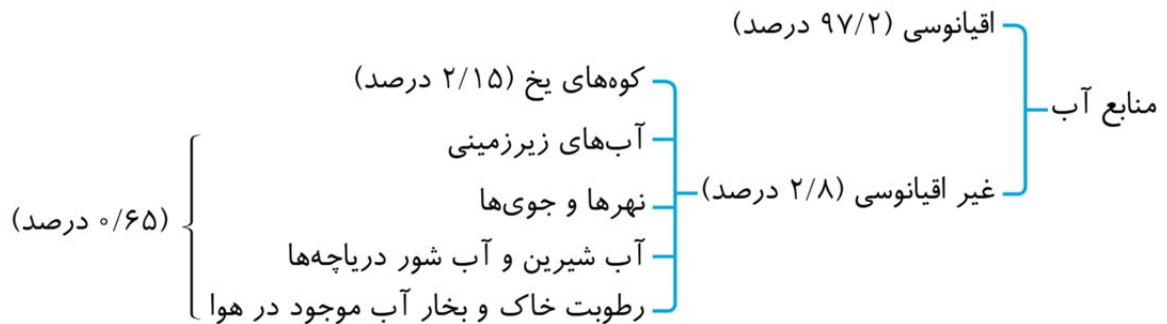 منابع آب
اقیانوسی (۹۷/۲ درصد)
غیر اقیانوسی (۲/۸ درصد)
کوه‌های یخ (۲/۱۵ درصد)
آب‌های زیرزمینی
نهرها و جوی‌ها
آب شیرین و آب شور دریاچه‌ها
رطوبت خاک و بخار آب موجود در هوا
(۰/۶۵ درصد)